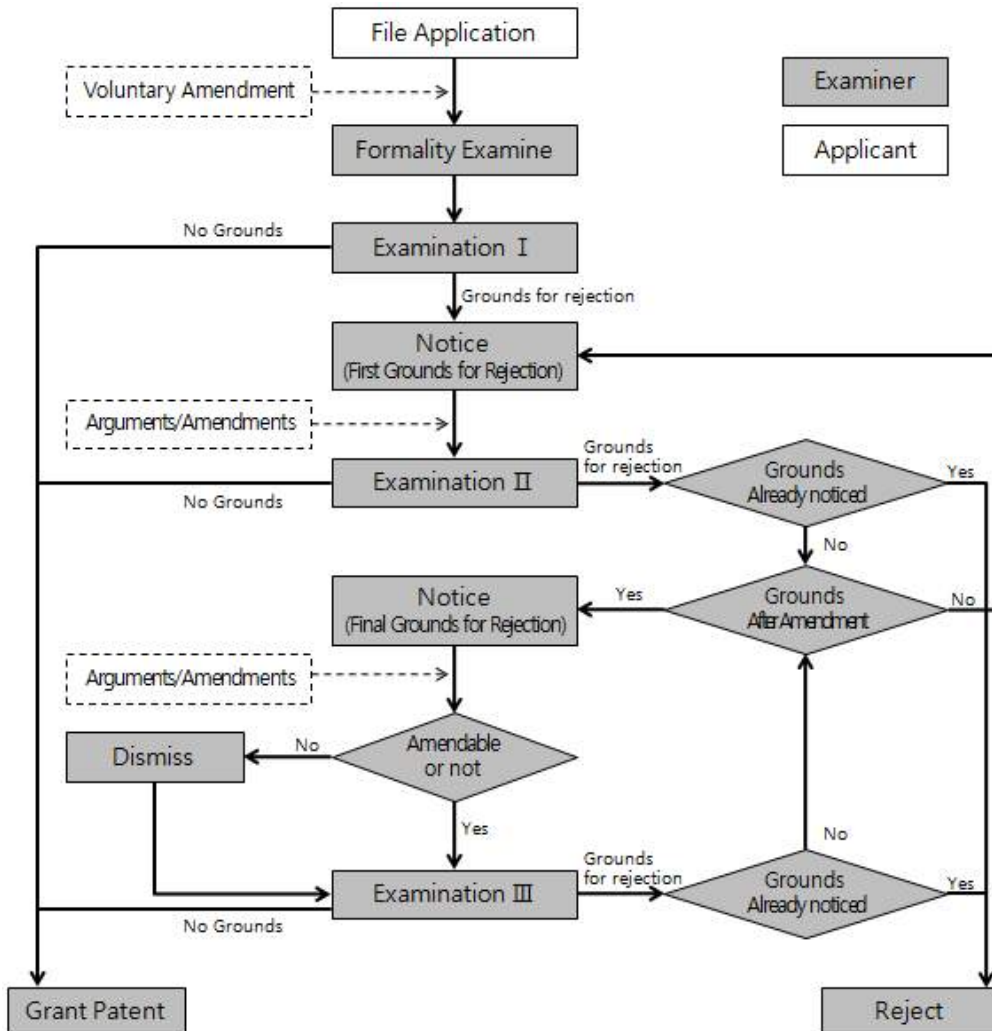 File Application
Voluntary Amendment
Examiner
Formality Examine
Applicant
No Grounds
Examination Ⅰ
Grounds for rejection
Notice
(First Grounds for Rejection)
Arguments/Amendments
Grounds
for rejection
Grounds
Already noticed
Yes
Examination Ⅱ
No Grounds
No
Notice
(Final Grounds for Rejection)
Yes
Grounds
After Amendment
No
Arguments/Amendments
Dismiss
No
Amendable
or not
Yes
No
Grounds
for rejection
Examination Ⅲ
Grounds
Already noticed
Yes
No Grounds
Grant Patent
Reject